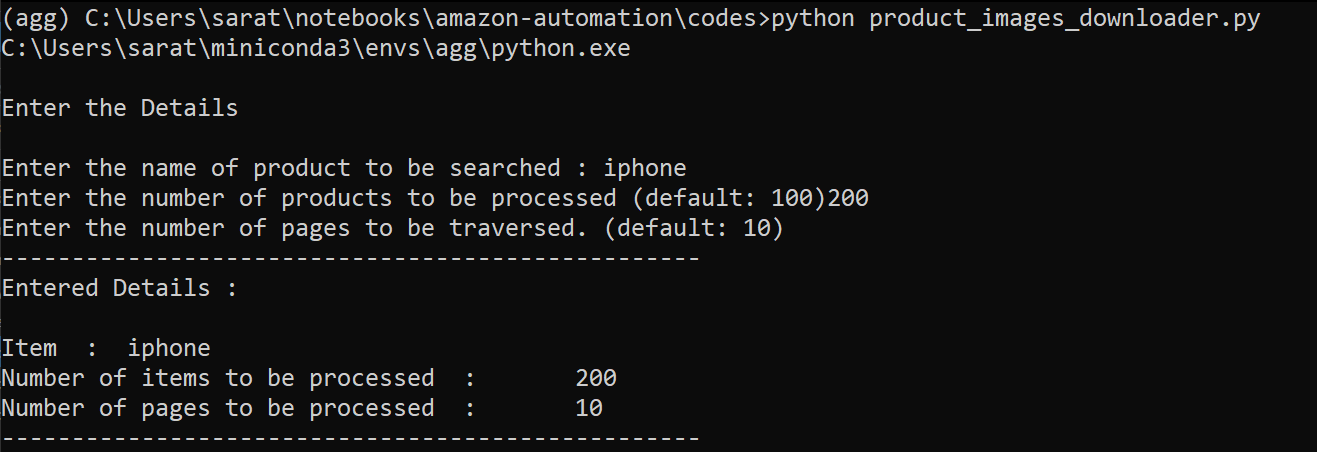 (agg) C:\Users\sarat\notebooks\amazon-automation\codes>python product_images_downloader.py
C:\Users\sarat\miniconda3\envs\agg\python.exe
Enter the Details
Enter the name of product to be searched : iphone
Enter the number of products to be processed (default: 100)200
Enter the number of pages to be traversed. (default: 10)
--------------------------------------------------
Entered Details :
Item  :  iphone
Number of items to be processed  :       200
Number of pages to be processed  :       10
--------------------------------------------------